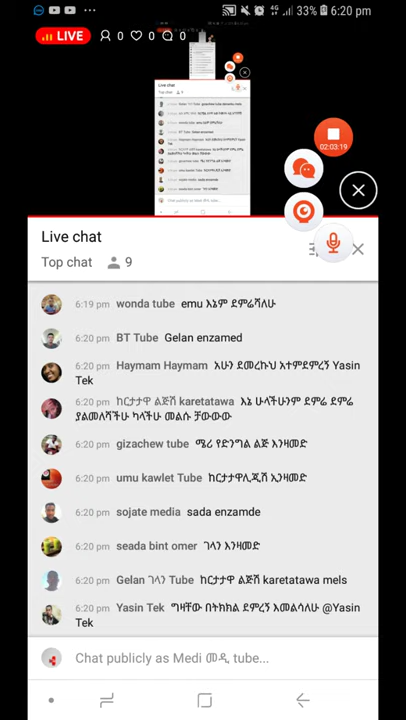 33% 6:20 pm
LIVE 0 0 0
02:03:19
Live chat
Top chat 9
6:19 pm wonda tube emu እኔም ደምሬሻለሁ
6:20 pm BT Tube Gelan enzamed
6:20 pm Haymam Haymam አሁን ደመረኩህ አተምደምረኝ Yasin
Tek
6:20 pm ከርታታዋ ልጅሽ karetatawa እኔ ሁላችሁንም ደምሬ ደምሬ
ያልመለሻችሁ ካላችሁ መልሱ ቻውውው
6:20 pm gizachew tube ሜሪ የድንግል ልጅ እንዛመድ
6:20 pm umu kawlet Tube ከርታታዋሊጂሽ ኢንዛመድ
6:20 pm sojate media sada enzamde
6:20 pm seada bint omer ገላን እንዛመድ
6:20 pm Gelan ገላን Tube ከርታታዋ ልጅሽ karetatawa mels
6:20 pm Yasin Tek ግዛቸው በትክክል ደምረኝ እመልሳለሁ @Yasin
Tek
Chat publicly as Medi መዲ tube...